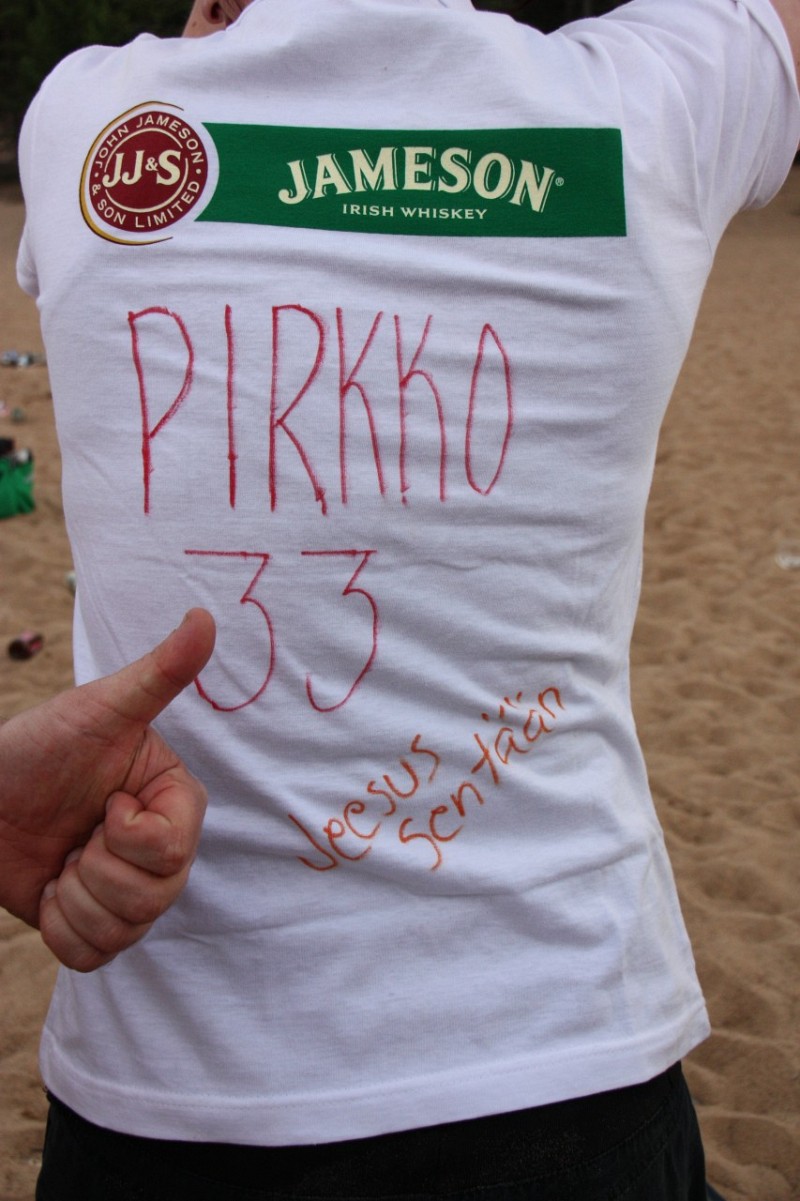 JOHN JAMESON
JJ&S
& SON LIMITED
JAMESON®
IRISH WHISKEY
PIRKKO
33
Jeesus
sentään